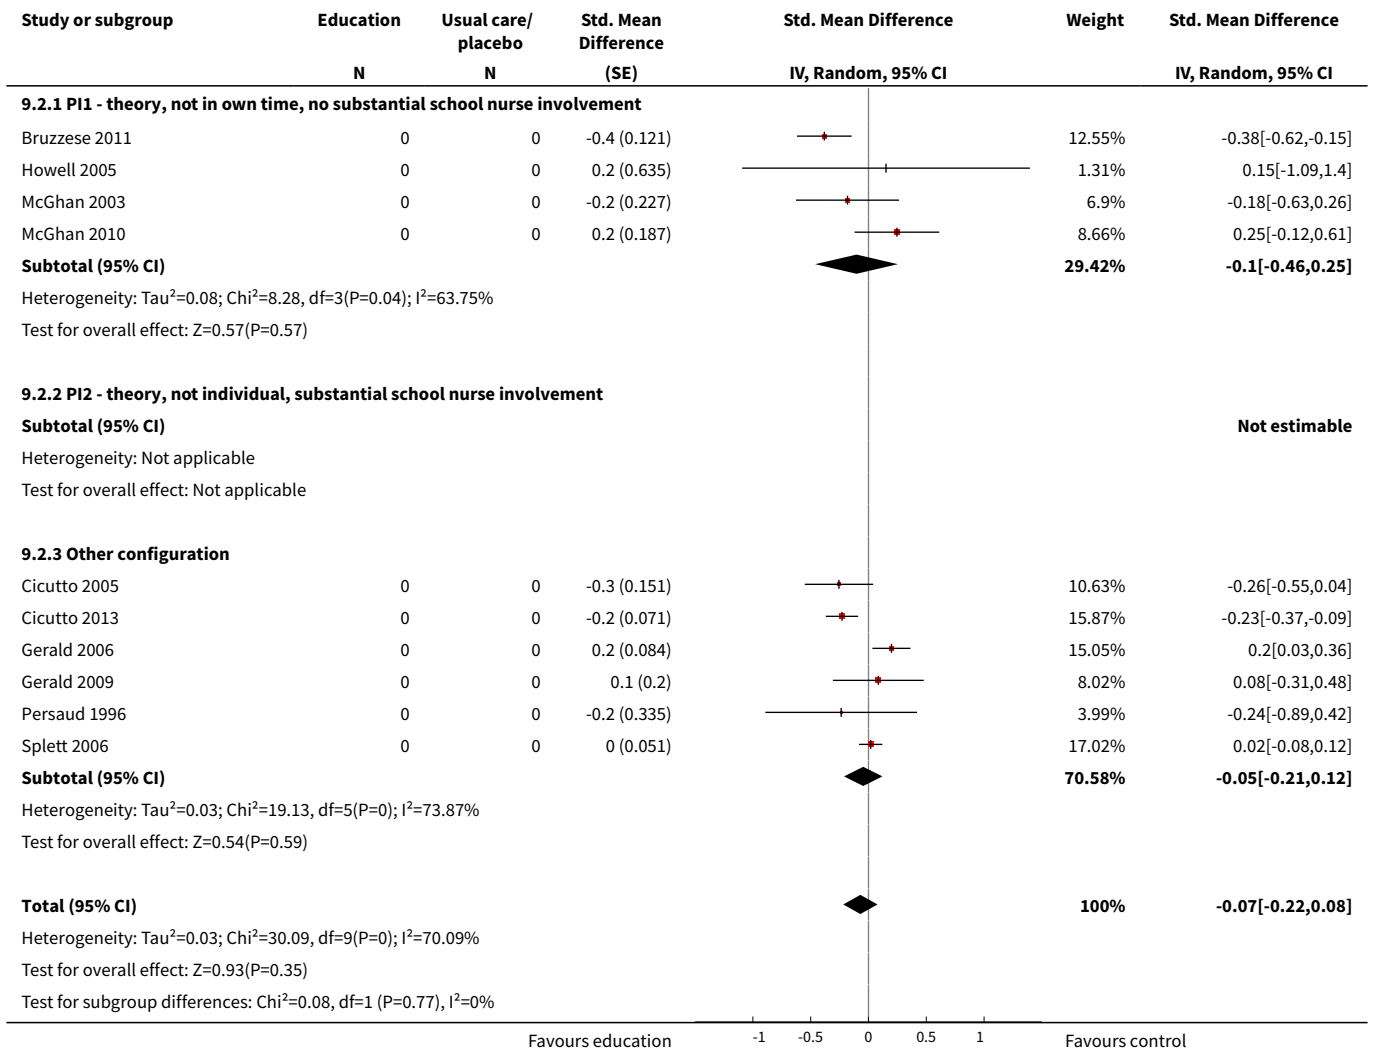 Study or subgroup Education Usual care/ placebo Std. Mean Difference Std. Mean Difference Weight Std. Mean Difference
N N (SE) IV, Random, 95% CI IV, Random, 95% CI
9.2.1 PI1 - theory, not in own time, no substantial school nurse involvement
Bruzzese 2011 0 0 -0.4 (0.121) 12.55% -0.38[-0.62,-0.15]
Howell 2005 0 0 0.2 (0.635) 1.31% 0.15[-1.09,1.4]
McGhan 2003 0 0 -0.2 (0.227) 6.9% -0.18[-0.63,0.26]
McGhan 2010 0 0 0.2 (0.187) 8.66% 0.25[-0.12,0.61]
Subtotal (95% CI) 29.42% -0.1[-0.46,0.25]
Heterogeneity: Tau²=0.08; Chi²=8.28, df=3(P=0.04); I²=63.75%
Test for overall effect: Z=0.57(P=0.57)
9.2.2 PI2 - theory, not individual, substantial school nurse involvement
Subtotal (95% CI) Not estimable
Heterogeneity: Not applicable
Test for overall effect: Not applicable
9.2.3 Other configuration
Cicutto 2005 0 0 -0.3 (0.151) 10.63% -0.26[-0.55,0.04]
Cicutto 2013 0 0 -0.2 (0.071) 15.87% -0.23[-0.37,-0.09]
Gerald 2006 0 0 0.2 (0.084) 15.05% 0.2[0.03,0.36]
Gerald 2009 0 0 0.1 (0.2) 8.02% 0.08[-0.31,0.48]
Persaud 1996 0 0 -0.2 (0.335) 3.99% -0.24[-0.89,0.42]
Splett 2006 0 0 0 (0.051) 17.02% 0.02[-0.08,0.12]
Subtotal (95% CI) 70.58% -0.05[-0.21,0.12]
Heterogeneity: Tau²=0.03; Chi²=19.13, df=5(P=0); I²=73.87%
Test for overall effect: Z=0.54(P=0.59)
Total (95% CI) 100% -0.07[-0.22,0.08]
Heterogeneity: Tau²=0.03; Chi²=30.09, df=9(P=0); I²=70.09%
Test for overall effect: Z=0.93(P=0.35)
Test for subgroup differences: Chi²=0.08, df=1 (P=0.77), I²=0%
Favours education -1 -0.5 0 0.5 1 Favours control